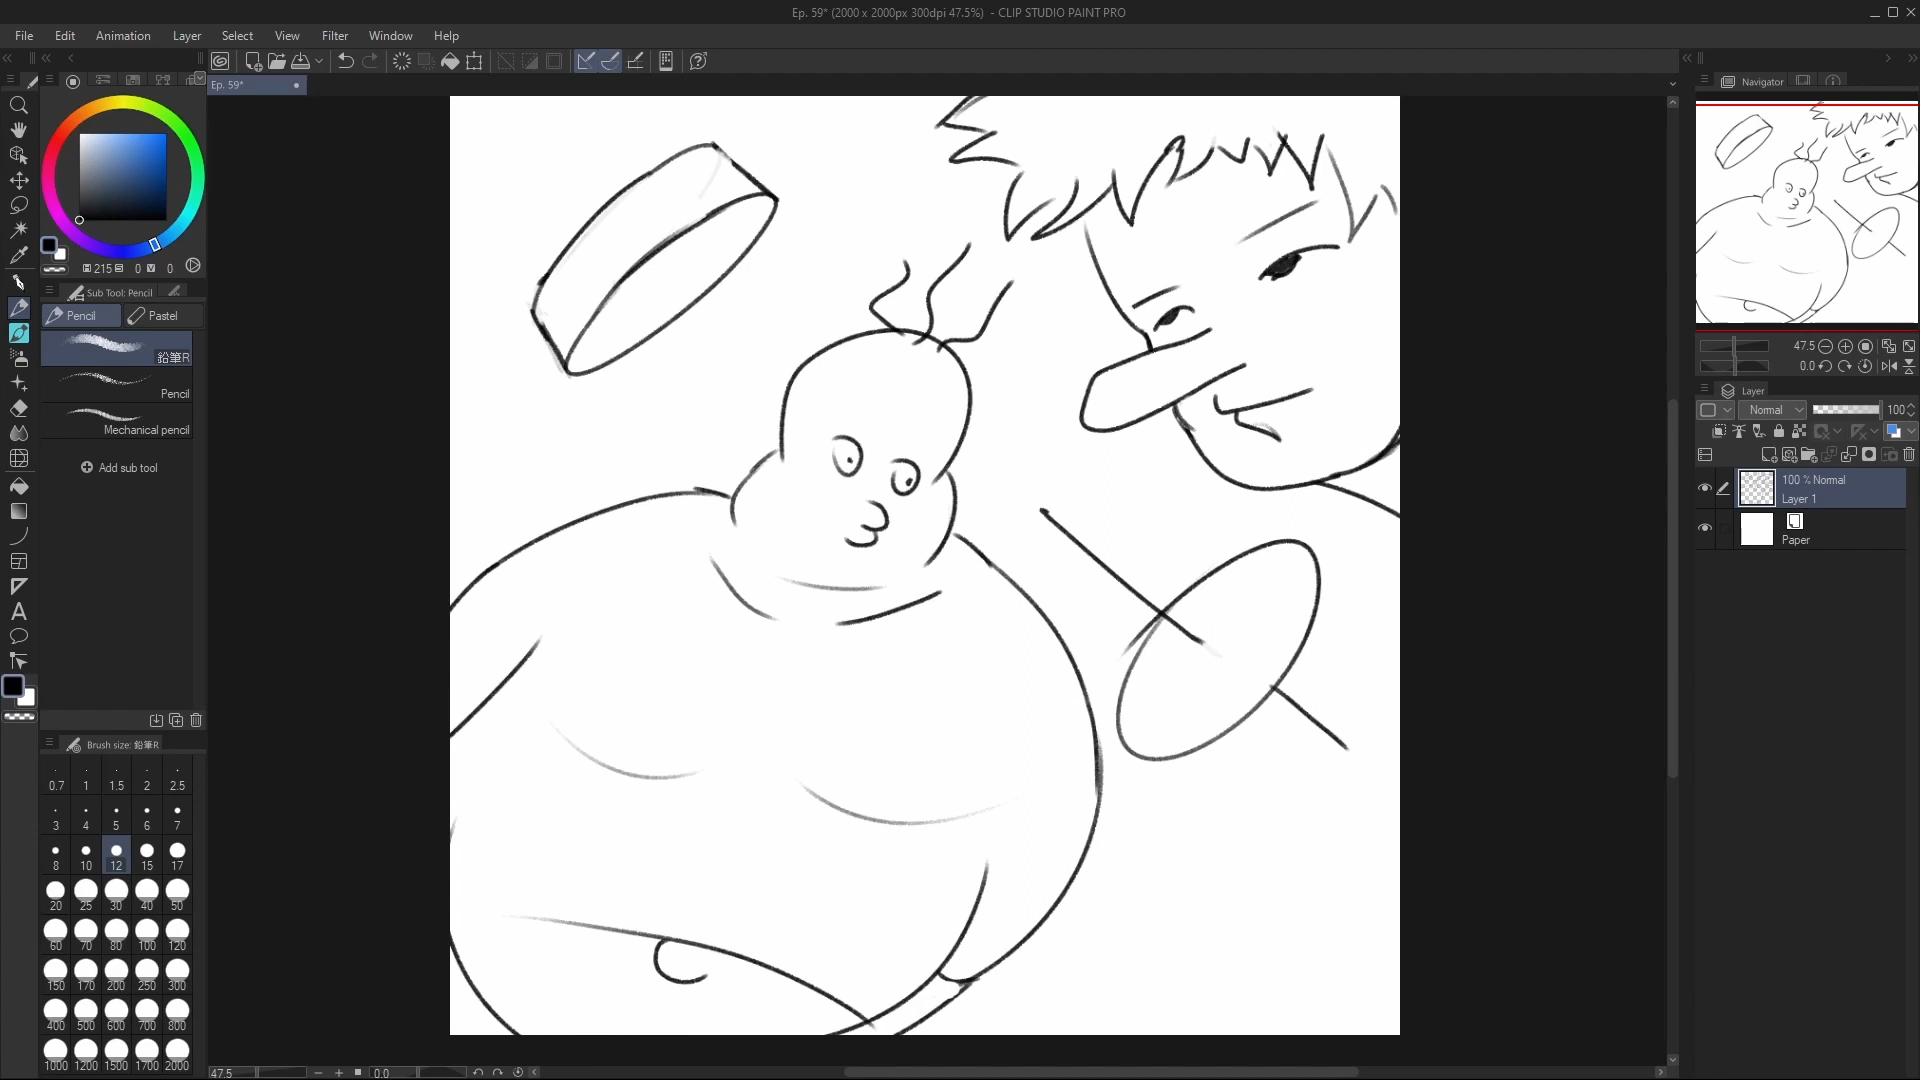 Ep. 59* (2000 x 2000px 300dpi 47.5%) - CLIP STUDIO PAINT PRO
File Edit Animation Layer Select View Filter Window Help
Ep. 59*
Navigator
215 0 0
Sub Tool: Pencil
Pencil Pastel
鉛筆R
Pencil
Mechanical pencil
Add sub tool
Brush size: 鉛筆R
0.7 1 1.5 2 2.5
3 4 5 6 7
8 10 12 15 17
20 25 30 40 50
60 70 80 100 120
150 170 200 250 300
400 500 600 700 800
1000 1200 1500 1700 2000
47.5 0.0
47.5
0.0
Layer
Normal 100
100 % Normal
Layer 1
Paper